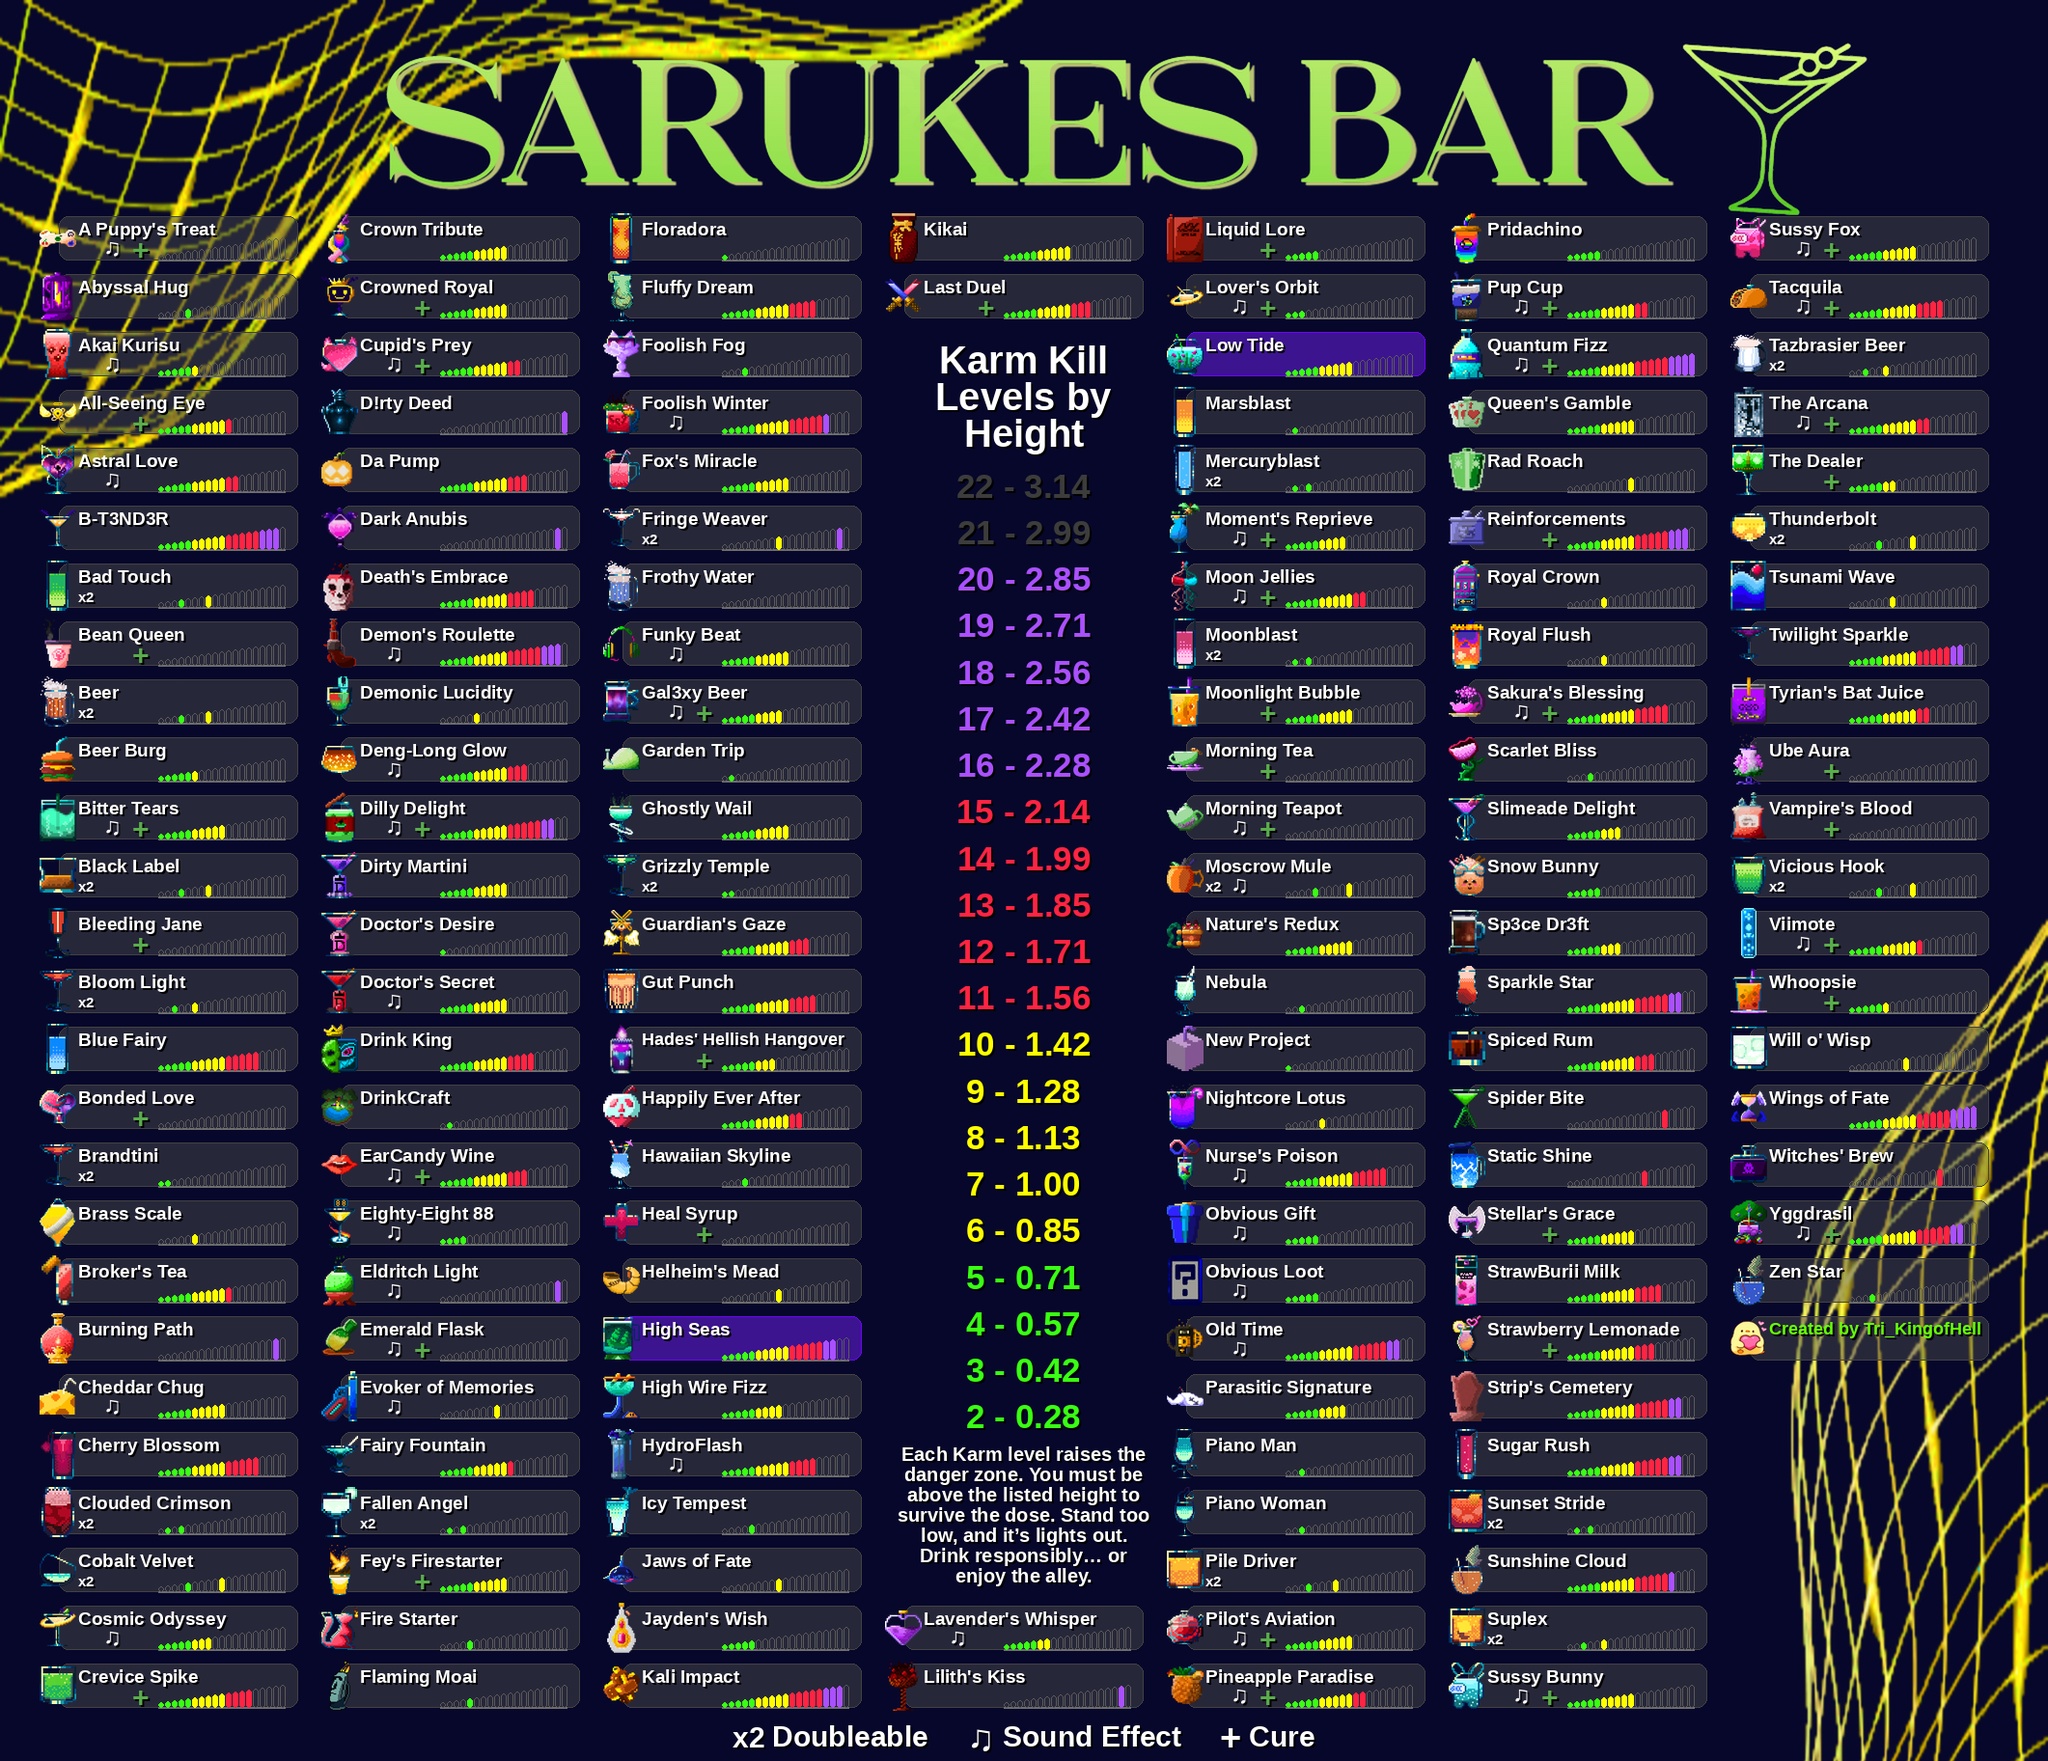 SARUKES BAR
A Puppy's Treat
♫ +
Abyssal Hug
Akai Kurisu
♫
All-Seeing Eye
+
Astral Love
♫
B-T3ND3R
Bad Touch
x2
Bean Queen
+
Beer
x2
Beer Burg
Bitter Tears
♫ +
Black Label
x2
Bleeding Jane
+
Bloom Light
x2
Blue Fairy
Bonded Love
+
Brandtini
x2
Brass Scale
Broker's Tea
Burning Path
Cheddar Chug
♫
Cherry Blossom
Clouded Crimson
x2
Cobalt Velvet
x2
Cosmic Odyssey
♫
Crevice Spike
+
Crown Tribute
Crowned Royal
+
Cupid's Prey
♫ +
D!rty Deed
Da Pump
Dark Anubis
Death's Embrace
Demon's Roulette
♫
Demonic Lucidity
Deng-Long Glow
♫
Dilly Delight
♫ +
Dirty Martini
Doctor's Desire
Doctor's Secret
♫
Drink King
DrinkCraft
EarCandy Wine
♫ +
Eighty-Eight 88
♫
Eldritch Light
♫
Emerald Flask
♫ +
Evoker of Memories
♫
Fairy Fountain
Fallen Angel
x2
Fey's Firestarter
+
Fire Starter
Flaming Moai
Floradora
Fluffy Dream
Foolish Fog
Foolish Winter
♫
Fox's Miracle
Fringe Weaver
x2
Frothy Water
Funky Beat
♫
Gal3xy Beer
♫ +
Garden Trip
Ghostly Wail
Grizzly Temple
x2
Guardian's Gaze
Gut Punch
Hades' Hellish Hangover
+
Happily Ever After
Hawaiian Skyline
Heal Syrup
+
Helheim's Mead
High Seas
High Wire Fizz
HydroFlash
♫
Icy Tempest
Jaws of Fate
Jayden's Wish
Kali Impact
Kikai
Last Duel
+
Karm Kill
Levels by
Height
22 - 3.14
21 - 2.99
20 - 2.85
19 - 2.71
18 - 2.56
17 - 2.42
16 - 2.28
15 - 2.14
14 - 1.99
13 - 1.85
12 - 1.71
11 - 1.56
10 - 1.42
9 - 1.28
8 - 1.13
7 - 1.00
6 - 0.85
5 - 0.71
4 - 0.57
3 - 0.42
2 - 0.28
Each Karm level raises the
danger zone. You must be
above the listed height to
survive the dose. Stand too
low, and it’s lights out.
Drink responsibly… or
enjoy the alley.
Lavender's Whisper
♫
Lilith's Kiss
Liquid Lore
+
Lover's Orbit
♫ +
Low Tide
Marsblast
Mercuryblast
x2
Moment's Reprieve
♫ +
Moon Jellies
♫ +
Moonblast
x2
Moonlight Bubble
+
Morning Tea
+
Morning Teapot
♫ +
Moscrow Mule
x2 ♫
Nature's Redux
Nebula
New Project
Nightcore Lotus
Nurse's Poison
♫
Obvious Gift
♫
Obvious Loot
♫
Old Time
♫
Parasitic Signature
Piano Man
Piano Woman
Pile Driver
x2
Pilot's Aviation
♫ +
Pineapple Paradise
♫ +
Pridachino
Pup Cup
♫ +
Quantum Fizz
♫ +
Queen's Gamble
Rad Roach
Reinforcements
+
Royal Crown
Royal Flush
Sakura's Blessing
♫ +
Scarlet Bliss
Slimeade Delight
Snow Bunny
Sp3ce Dr3ft
Sparkle Star
Spiced Rum
Spider Bite
Static Shine
Stellar's Grace
+
StrawBurii Milk
Strawberry Lemonade
+
Strip's Cemetery
Sugar Rush
Sunset Stride
x2
Sunshine Cloud
Suplex
x2
Sussy Bunny
♫ +
Sussy Fox
♫ +
Tacquila
♫ +
Tazbrasier Beer
x2
The Arcana
♫ +
The Dealer
+
Thunderbolt
x2
Tsunami Wave
Twilight Sparkle
Tyrian's Bat Juice
Ube Aura
+
Vampire's Blood
+
Vicious Hook
x2
Viimote
♫ +
Whoopsie
+
Will o' Wisp
Wings of Fate
Witches' Brew
Yggdrasil
♫ +
Zen Star
Created by Tri_KingofHell
x2 Doubleable ♫ Sound Effect + Cure